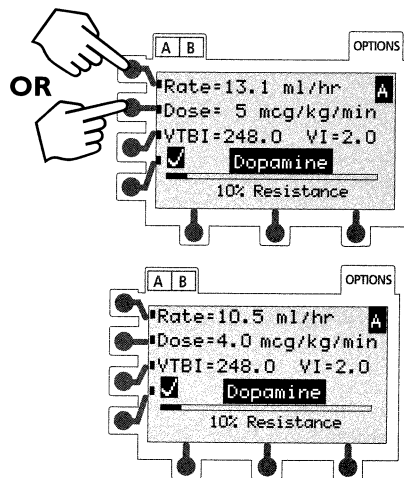 A B OPTIONS
OR
Rate=13.1 ml/hr A
Dose= 5 mcg/kg/min
VTBI=248.0 VI=2.0
Dopamine
10% Resistance
A B OPTIONS
Rate=10.5 ml/hr A
Dose=4.0 mcg/kg/min
VTBI=248.0 VI=2.0
Dopamine
10% Resistance